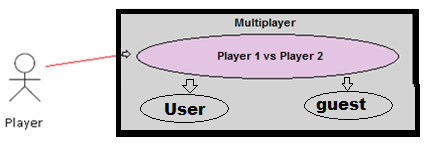 Multiplayer
Player 1 vs Player 2
User
guest
Player